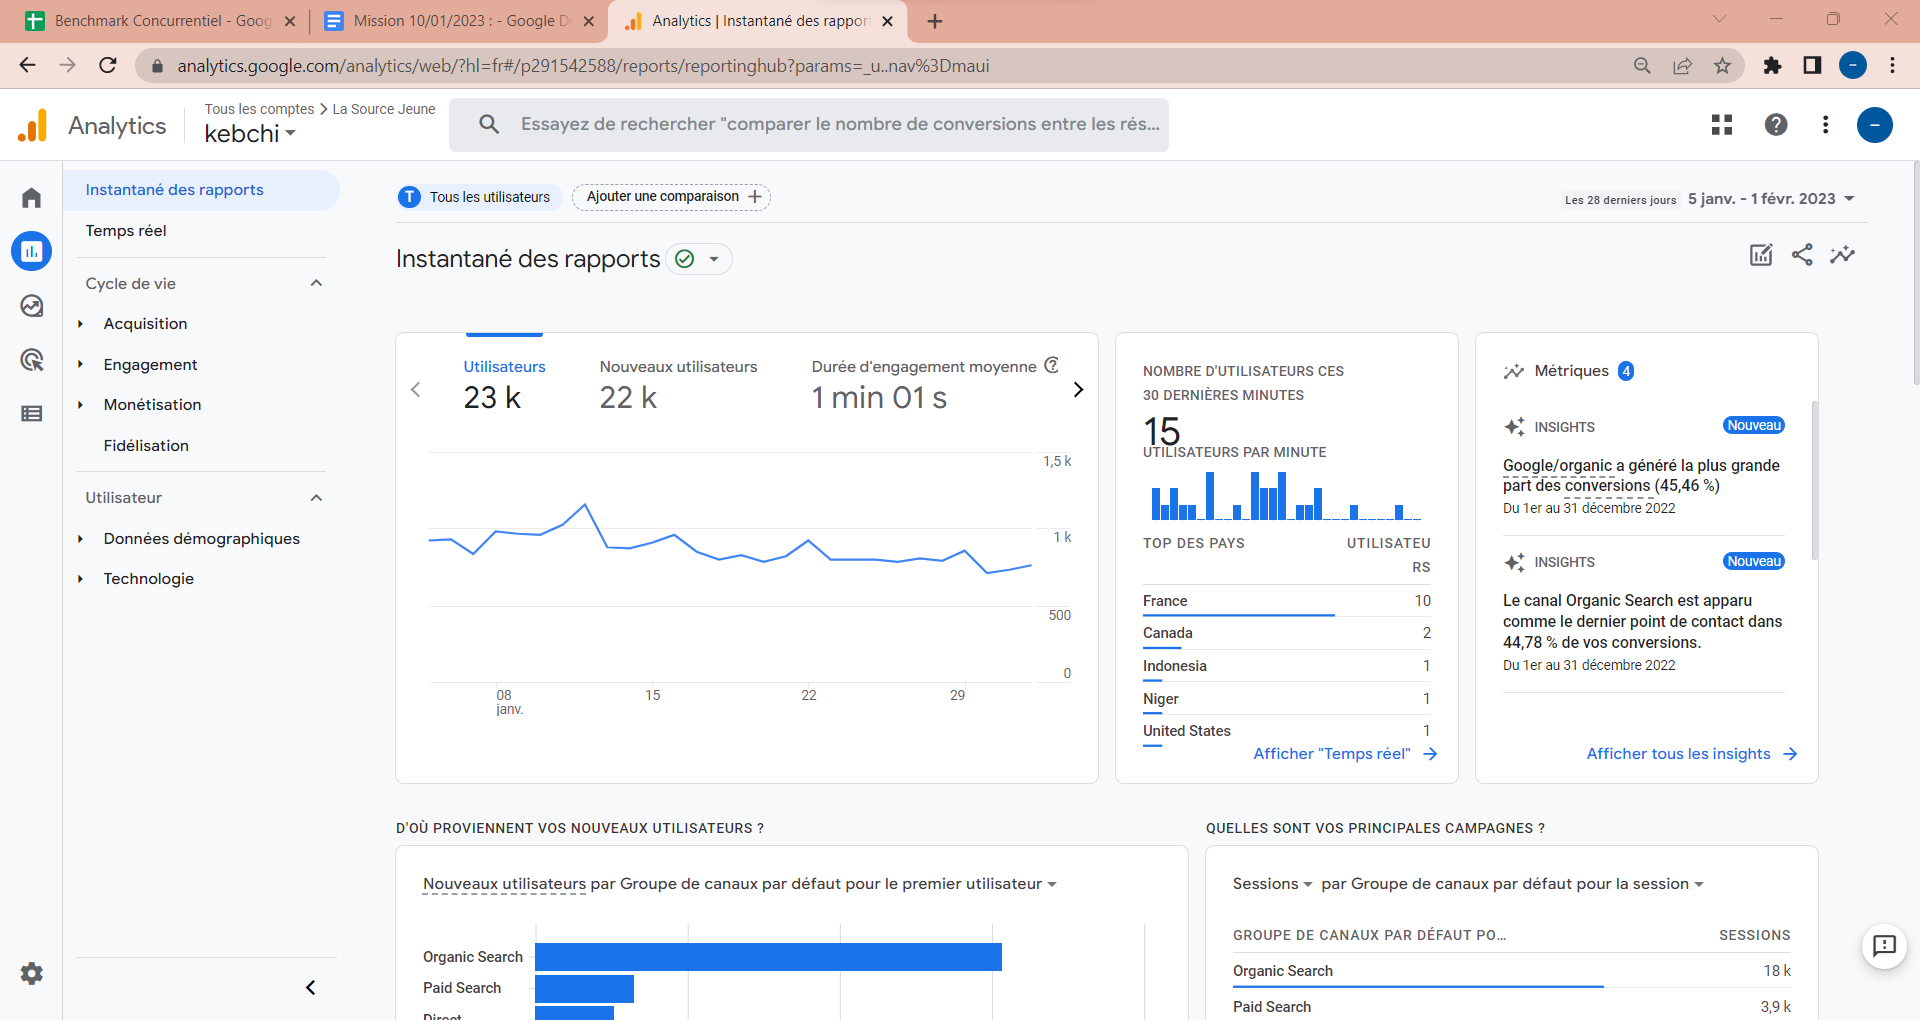 Benchmark Concurrentiel - Goog
Mission 10/01/2023 : - Google D
Analytics | Instantané des rapport
analytics.google.com/analytics/web/?hl=fr#/p291542588/reports/reportinghub?params=_u..nav%3Dmaui
Analytics
Tous les comptes > La Source Jeune
kebchi
Essayez de rechercher "comparer le nombre de conversions entre les rés...
Instantané des rapports
Temps réel
Cycle de vie
Acquisition
Engagement
Monétisation
Fidélisation
Utilisateur
Données démographiques
Technologie
T Tous les utilisateurs
Ajouter une comparaison +
Les 28 derniers jours 5 janv. - 1 févr. 2023
Instantané des rapports
Utilisateurs
23 k
Nouveaux utilisateurs
22 k
Durée d'engagement moyenne
1 min 01 s
1,5 k
1 k
500
0
08
janv.
15
22
29
NOMBRE D'UTILISATEURS CES
30 DERNIÈRES MINUTES
15
UTILISATEURS PAR MINUTE
TOP DES PAYS
UTILISATEU
RS
France 10
Canada 2
Indonesia 1
Niger 1
United States 1
Afficher "Temps réel"
Métriques 4
INSIGHTS Nouveau
Google/organic a généré la plus grande
part des conversions (45,46 %)
Du 1er au 31 décembre 2022
INSIGHTS Nouveau
Le canal Organic Search est apparu
comme le dernier point de contact dans
44,78 % de vos conversions.
Du 1er au 31 décembre 2022
Afficher tous les insights
D'OÙ PROVIENNENT VOS NOUVEAUX UTILISATEURS ?
Nouveaux utilisateurs par Groupe de canaux par défaut pour le premier utilisateur
Organic Search
Paid Search
Direct
QUELLES SONT VOS PRINCIPALES CAMPAGNES ?
Sessions par Groupe de canaux par défaut pour la session
GROUPE DE CANAUX PAR DÉFAUT PO... SESSIONS
Organic Search 18 k
Paid Search 3,9 k